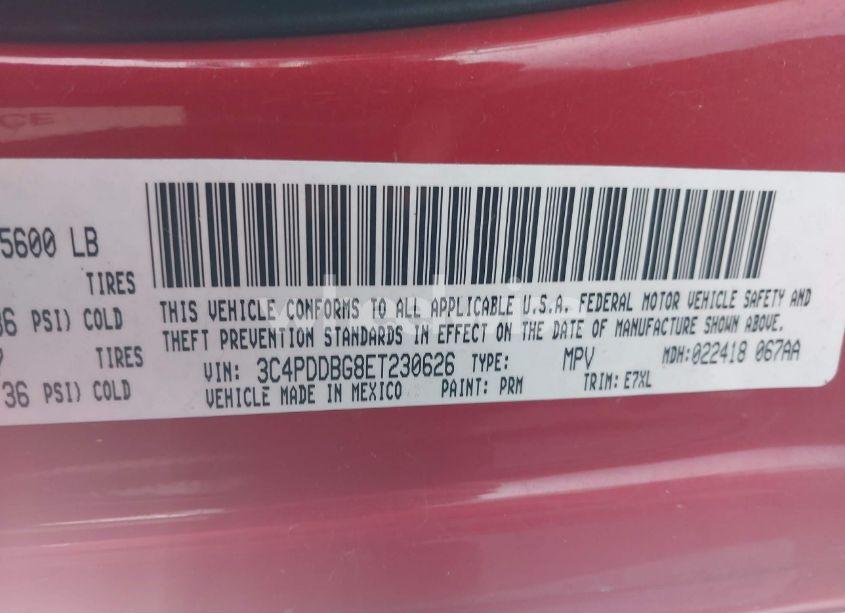 5600 LB
TIRES
36 PSI) COLD
TIRES
36 PSI) COLD
THIS VEHICLE CONFORMS TO ALL APPLICABLE U.S.A. FEDERAL MOTOR VEHICLE SAFETY AND
THEFT PREVENTION STANDARDS IN EFFECT ON THE DATE OF MANUFACTURE SHOWN ABOVE.
VIN: 3C4PDDBG8ET230626 TYPE: MPV MDH:022418 067AA
VEHICLE MADE IN MEXICO PAINT: PRM TRIM: E7XL